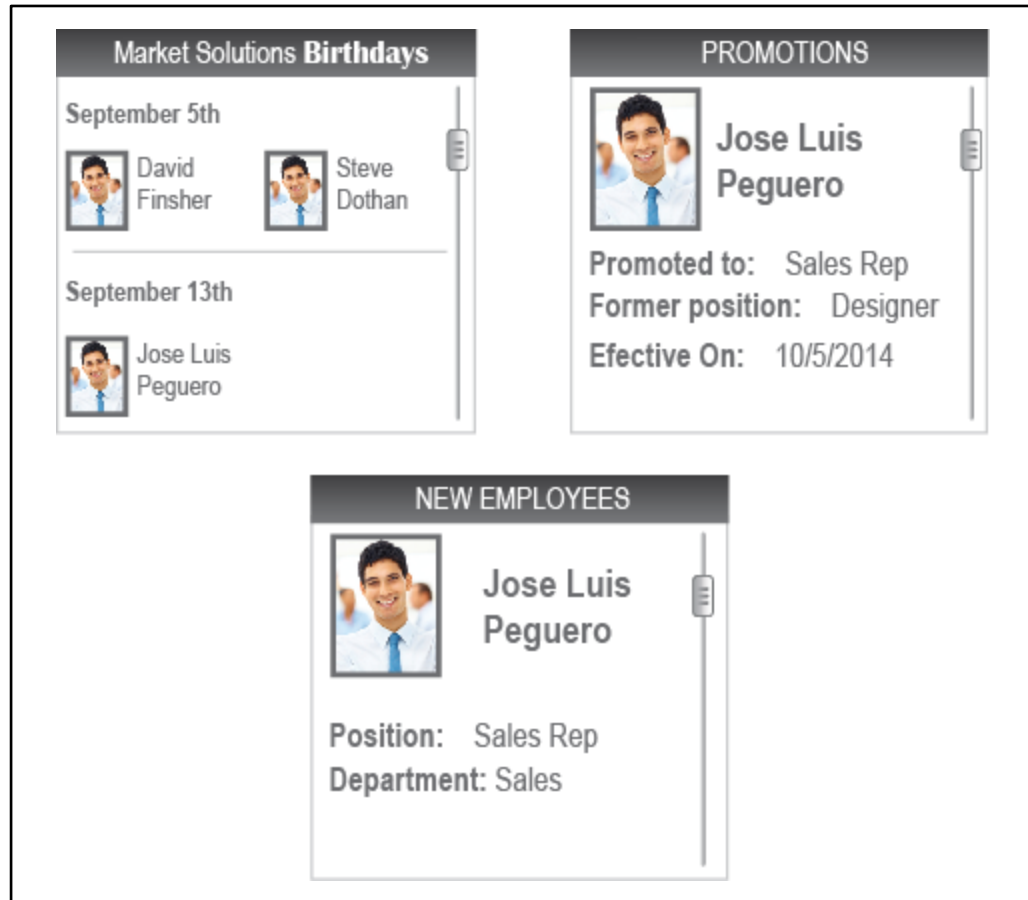 Market Solutions Birthdays
September 5th
David
Finsher
Steve
Dothan
September 13th
Jose Luis
Peguero
PROMOTIONS
Jose Luis
Peguero
Promoted to: Sales Rep
Former position: Designer
Efective On: 10/5/2014
NEW EMPLOYEES
Jose Luis
Peguero
Position: Sales Rep
Department: Sales